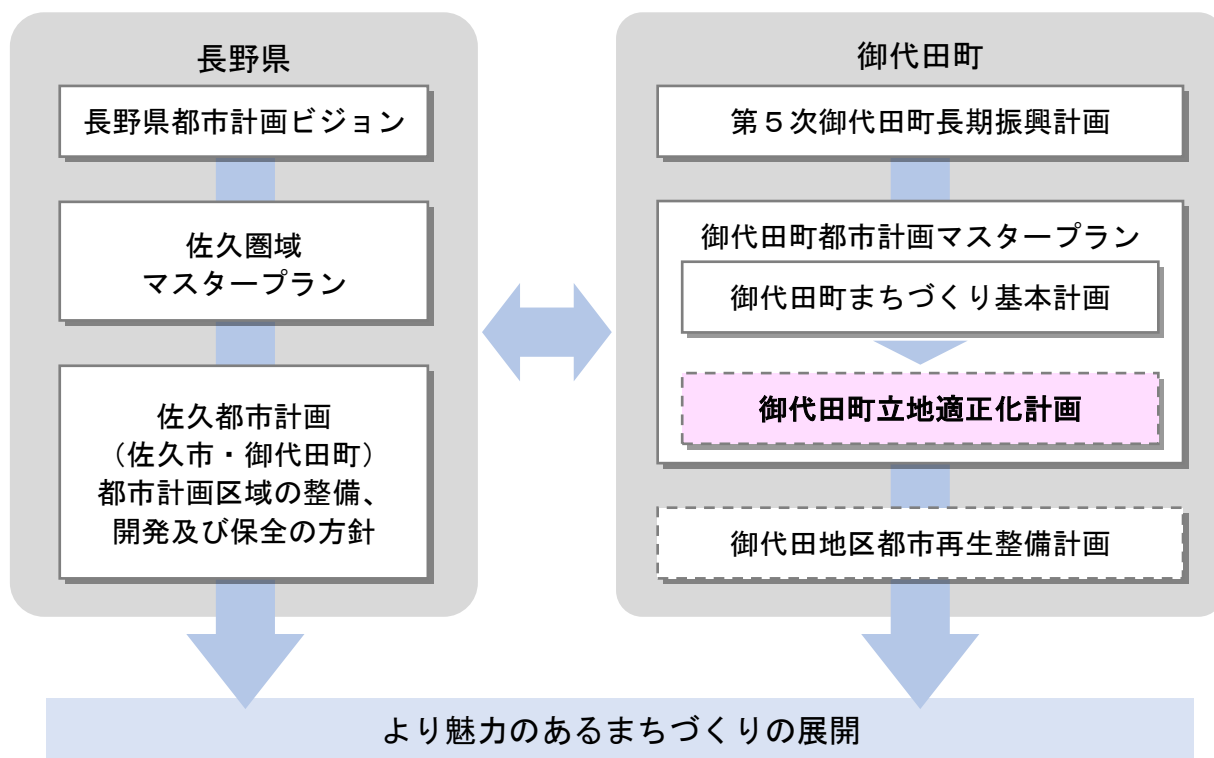 長野県
長野県都市計画ビジョン
佐久圏域
マスタープラン
佐久都市計画
（佐久市・御代田町）
都市計画区域の整備、
開発及び保全の方針
御代田町
第５次御代田町長期振興計画
御代田町都市計画マスタープラン
御代田町まちづくり基本計画
御代田町立地適正化計画
御代田地区都市再生整備計画
より魅力のあるまちづくりの展開